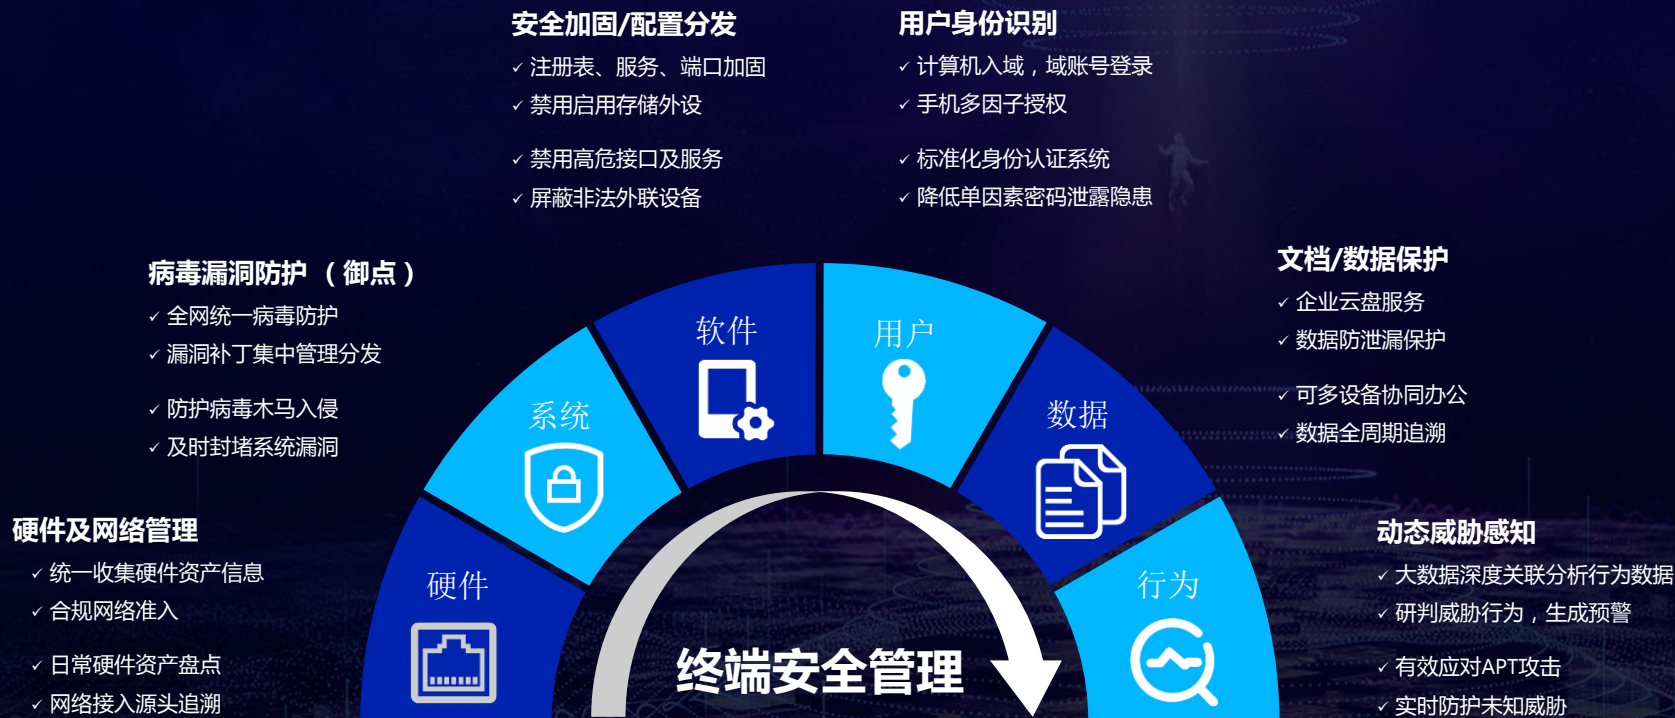 安全加固/配置分发
✓ 注册表、服务、端口加固
✓ 禁用启用存储外设
✓ 禁用高危接口及服务
✓ 屏蔽非法外联设备
用户身份识别
✓ 计算机入域，域账号登录
✓ 手机多因子授权
✓ 标准化身份认证系统
✓ 降低单因素密码泄露隐患
病毒漏洞防护 （御点）
✓ 全网统一病毒防护
✓ 漏洞补丁集中管理分发
✓ 防护病毒木马入侵
✓ 及时封堵系统漏洞
文档/数据保护
✓ 企业云盘服务
✓ 数据防泄漏保护
✓ 可多设备协同办公
✓ 数据全周期追溯
硬件及网络管理
✓ 统一收集硬件资产信息
✓ 合规网络准入
✓ 日常硬件资产盘点
✓ 网络接入源头追溯
动态威胁感知
✓ 大数据深度关联分析行为数据
✓ 研判威胁行为，生成预警
✓ 有效应对APT攻击
✓ 实时防护未知威胁
硬件
系统
软件
用户
数据
行为
终端安全管理